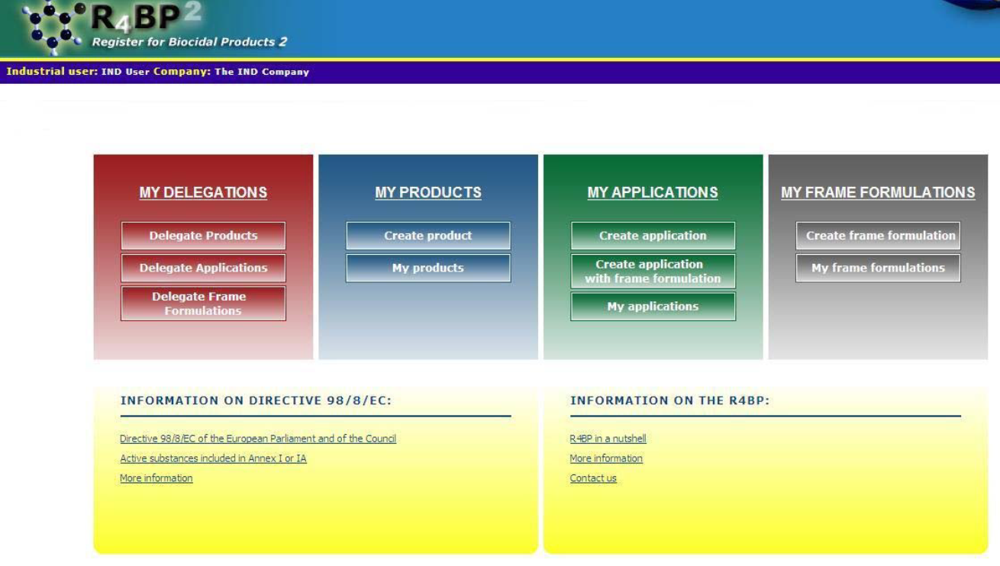 R4BP2
Register for Biocidal Products 2
Industrial user: IND User Company: The IND Company
MY DELEGATIONS
Delegate Products
Delegate Applications
Delegate Frame
Formulations
MY PRODUCTS
Create product
My products
MY APPLICATIONS
Create application
Create application
with frame formulation
My applications
MY FRAME FORMULATIONS
Create frame formulation
My frame formulations
INFORMATION ON DIRECTIVE 98/8/EC:
Directive 98/8/EC of the European Parliament and of the Council
Active substances included in Annex I or IA
More information
INFORMATION ON THE R4BP:
R4BP in a nutshell
More information
Contact us